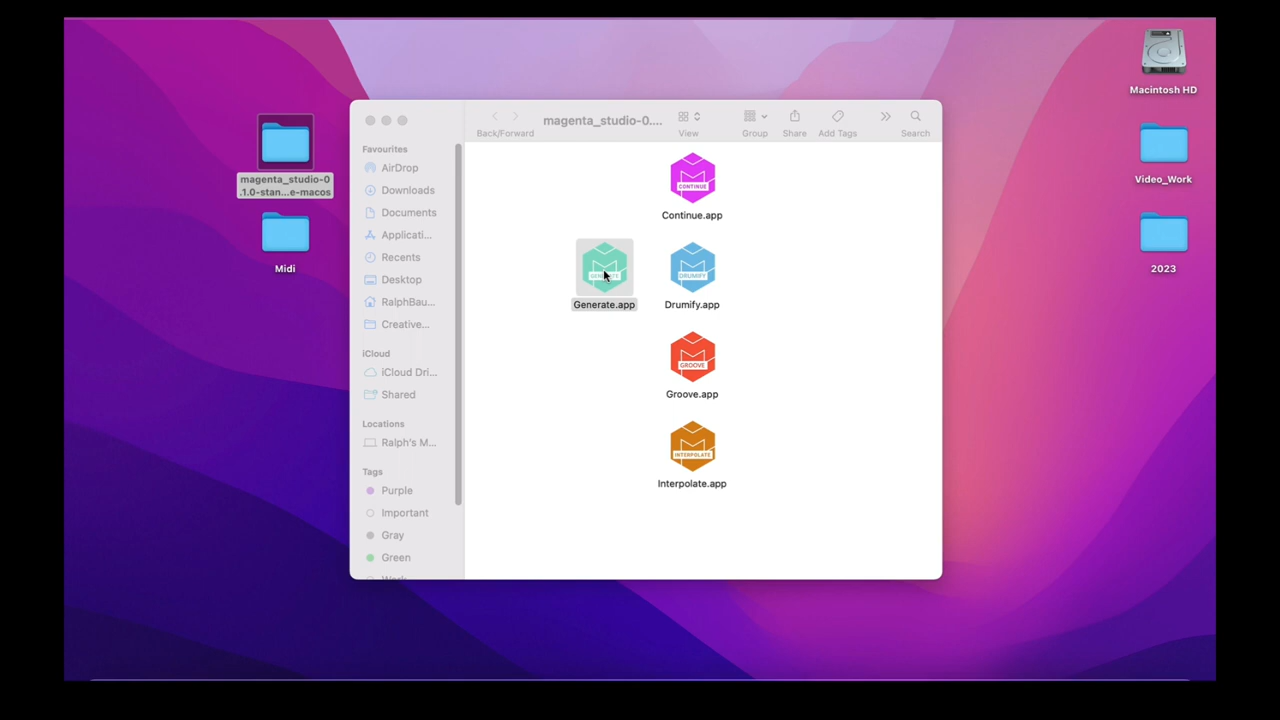 Macintosh HD
magenta_studio-0
.1.0-stan...e-macos
Video_Work
Midi
2023
magenta_studio-0....
Back/Forward
View
Group
Share
Add Tags
Search
Favourites
AirDrop
Downloads
Documents
Applicati...
Recents
Desktop
RalphBau...
Creative...
iCloud
iCloud Dri...
Shared
Locations
Ralph's M...
Tags
Purple
Important
Gray
Green
CONTINUE
Continue.app
Generate.app
DRUMIFY
Drumify.app
GROOVE
Groove.app
INTERPOLATE
Interpolate.app